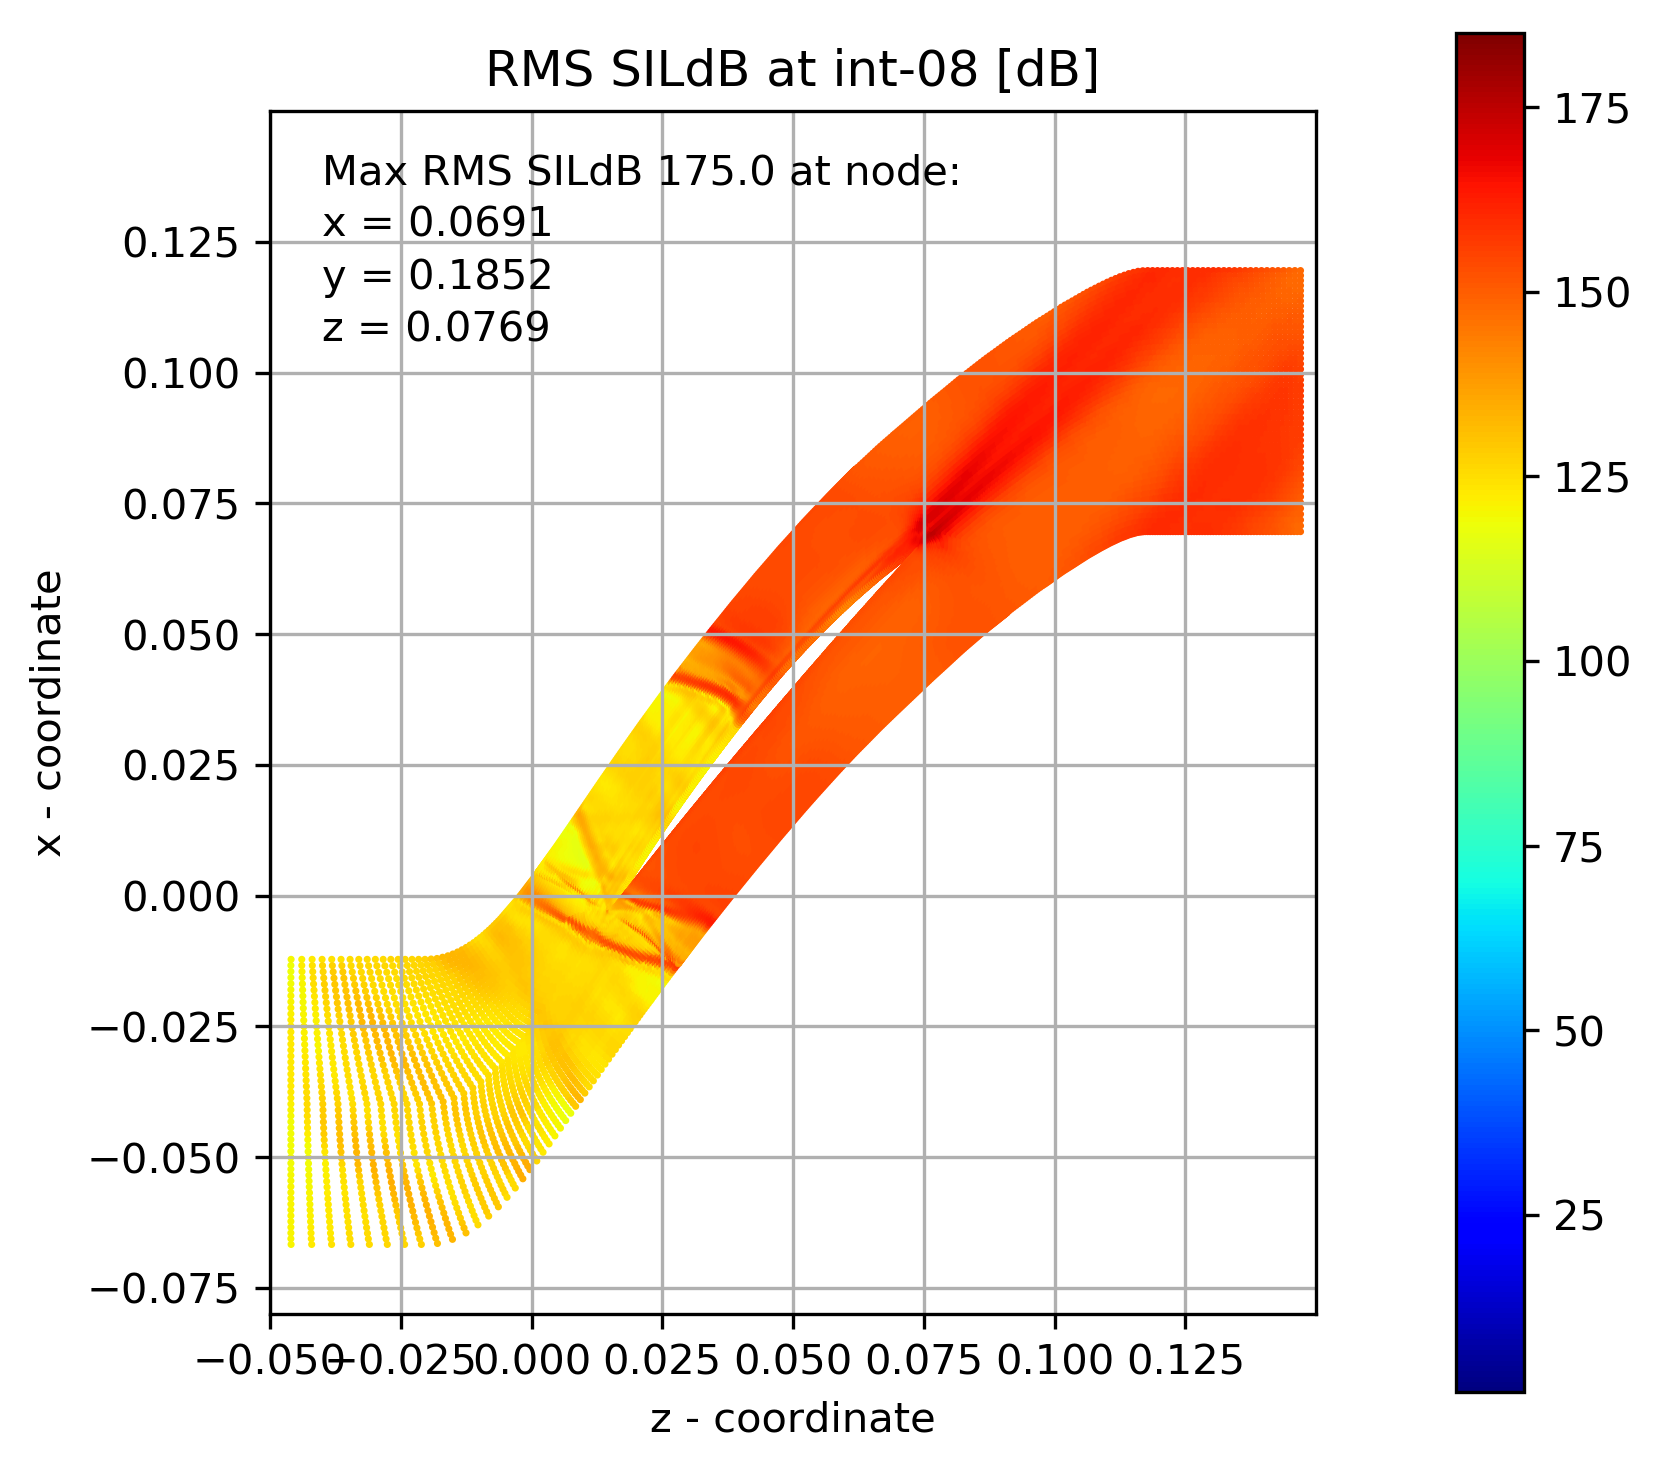 RMS SILdB at int-08 [dB]
Max RMS SILdB 175.0 at node:
x = 0.0691
y = 0.1852
z = 0.0769
0.125
0.100
0.075
0.050
0.025
0.000
−0.025
−0.050
−0.075
x - coordinate
−0.050 −0.025 0.000 0.025 0.050 0.075 0.100 0.125
z - coordinate
175
150
125
100
75
50
25